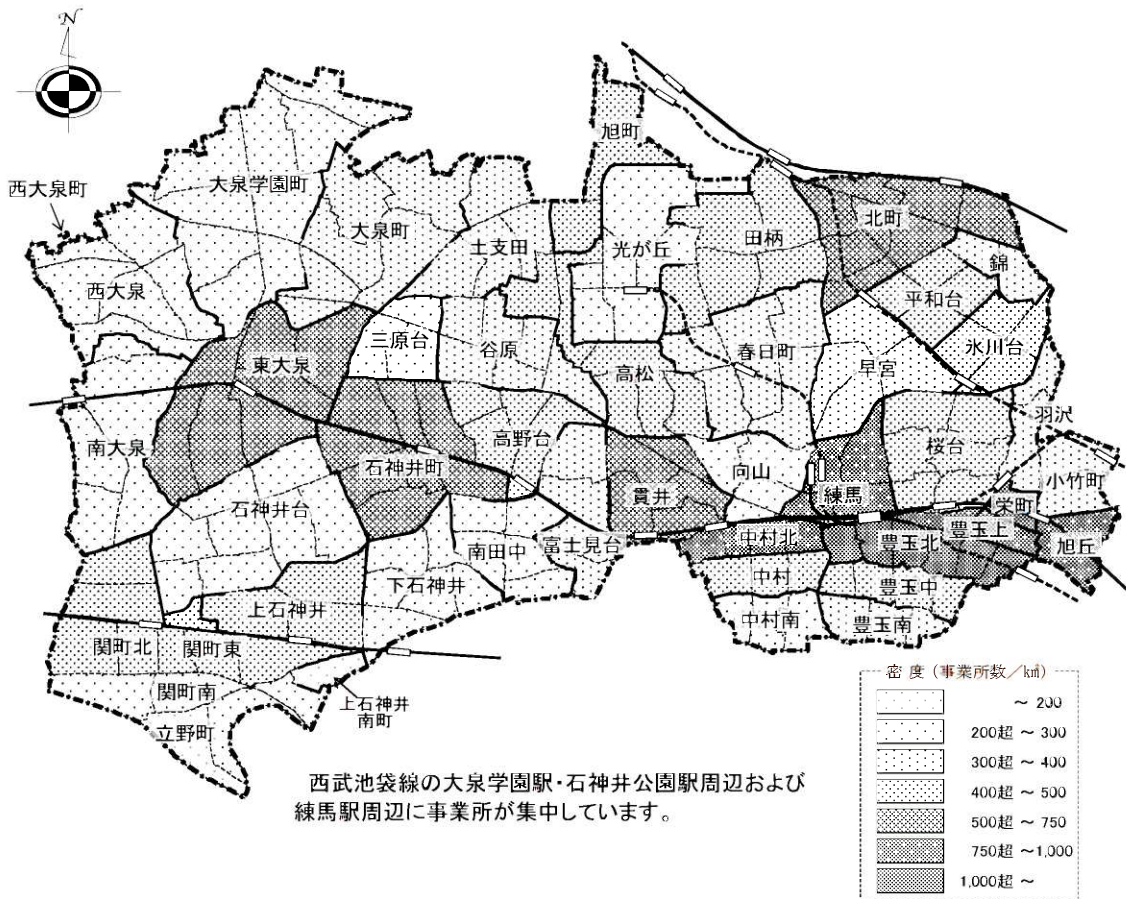 N
旭町
大泉学園町
西大泉町
大泉町
北町
土支田
光が丘
田柄
錦
西大泉
平和台
三原台
谷原
東大泉
春日町
氷川台
高松
早宮
羽沢
南大泉
高野台
桜台
石神井町
向山
小竹町
貫井
練馬
栄町
石神井台
豊玉上
富士見台
中村北
豊玉北
旭丘
南田中
下石神井
中村
豊玉中
上石神井
中村南
豊玉南
関町北
関町東
関町南
上石神井
南町
立野町
密度（事業所数／k㎡）
～200
200超～300
300超～400
400超～500
500超～750
750超～1,000
1,000超～
西武池袋線の大泉学園駅・石神井公園駅周辺および
練馬駅周辺に事業所が集中しています。